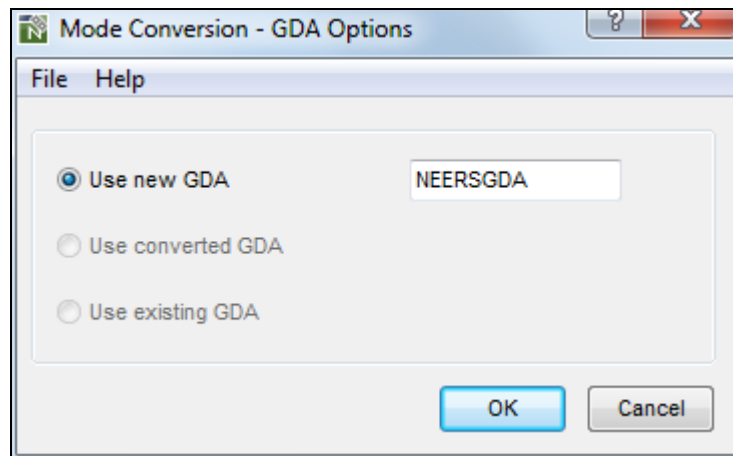 Mode Conversion - GDA Options
? X
File Help
Use new GDA NEERSGDA
Use converted GDA
Use existing GDA
OK Cancel